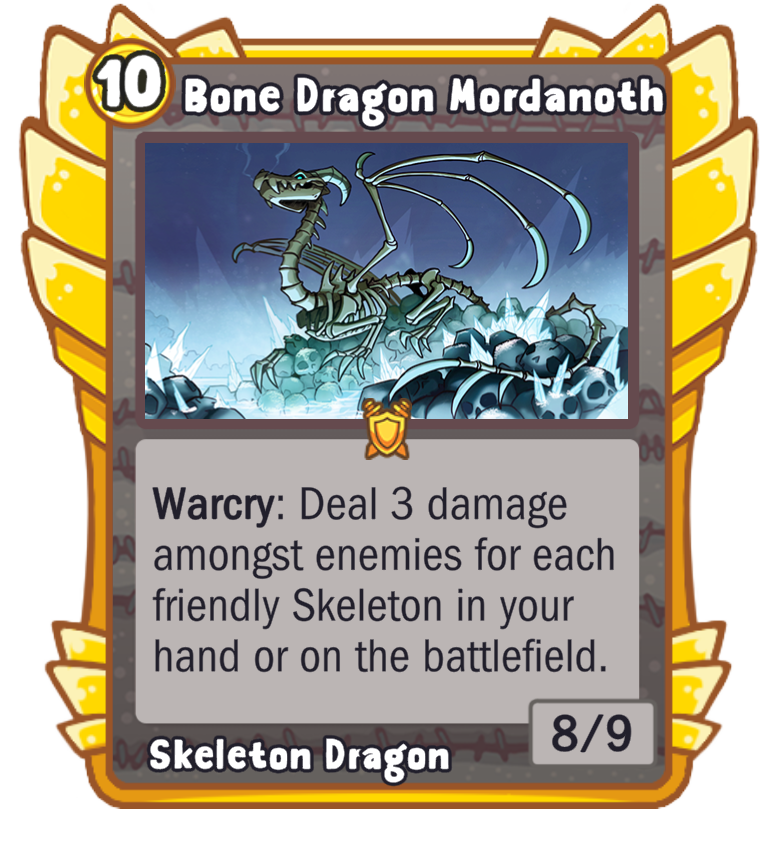 10
Bone Dragon Mordanoth
Warcry: Deal 3 damage
amongst enemies for each
friendly Skeleton in your
hand or on the battlefield.
8/9
Skeleton Dragon